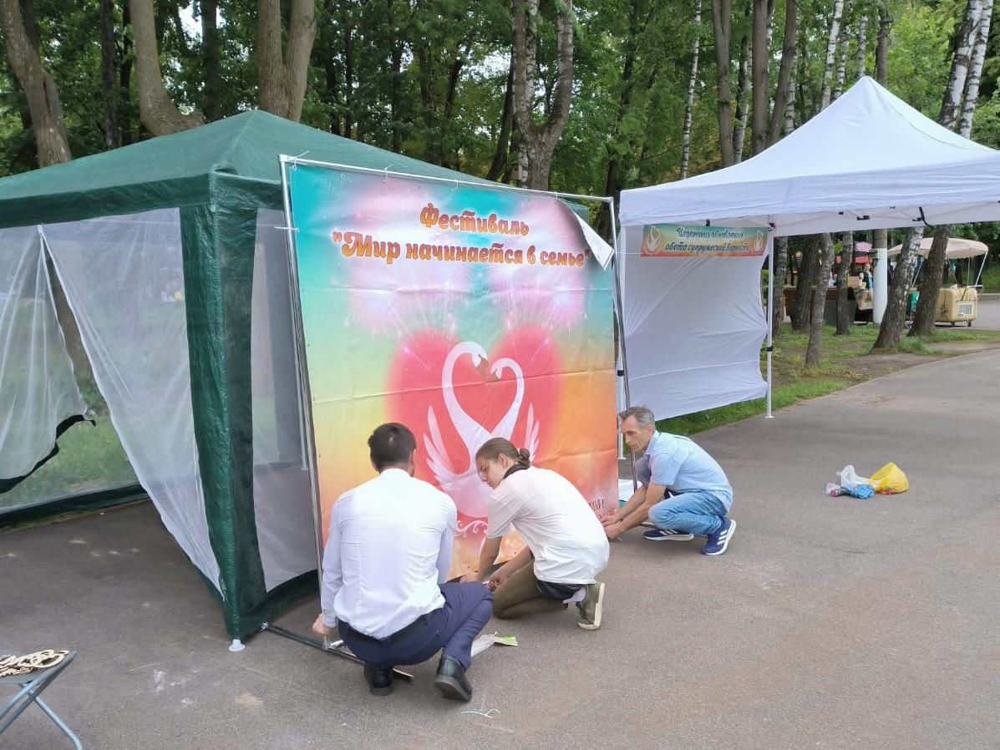 Фестиваль
"Мир начинается в семье"
Церемония обновления
обета супружеской верности